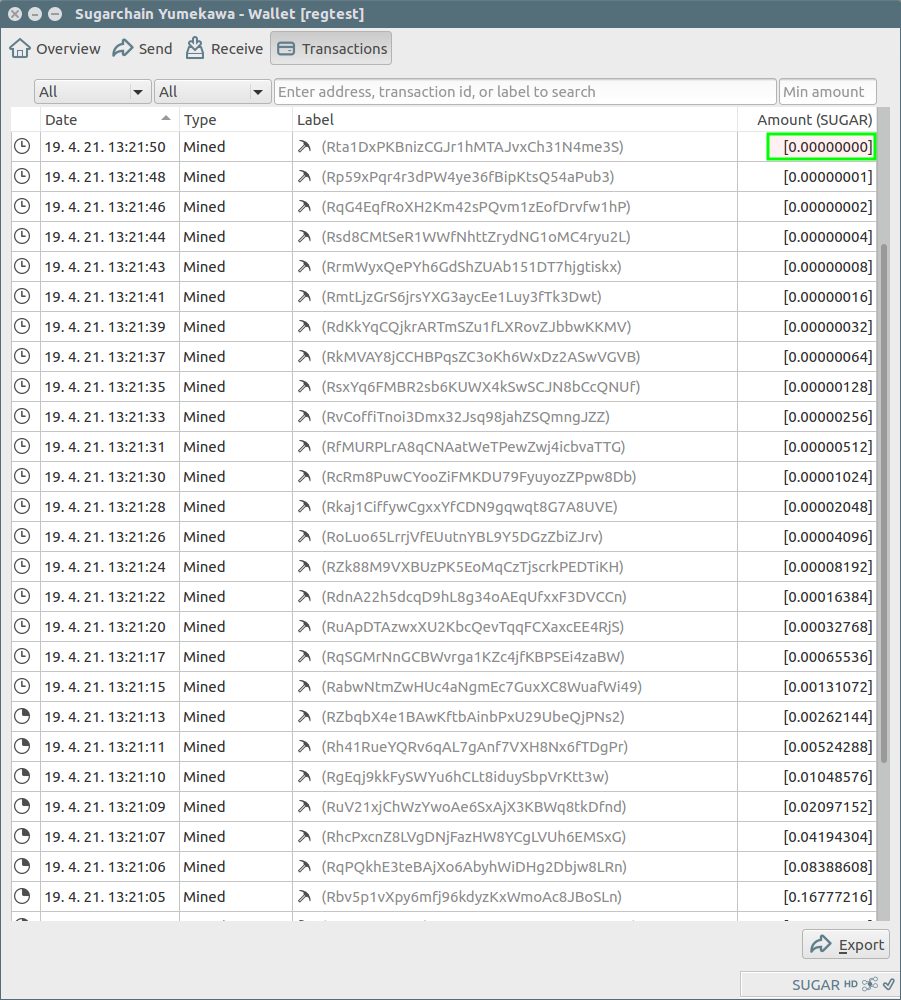 Sugarchain Yumekawa - Wallet [regtest]
Overview Send Receive Transactions
All All Enter address, transaction id, or label to search Min amount
Date Type Label Amount (SUGAR)
19. 4. 21. 13:21:50 Mined (Rta1DxPKBnizCGJr1hMTAJvxCh31N4me3S) [0.00000000]
19. 4. 21. 13:21:48 Mined (Rp59xPqr4r3dPW4ye36fBipKtsQ54aPub3) [0.00000001]
19. 4. 21. 13:21:46 Mined (RqG4EqfRoXH2Km42sPQvm1zEofDrvfw1hP) [0.00000002]
19. 4. 21. 13:21:44 Mined (Rsd8CMtSeR1WWfNhttZrydNG1oMC4ryu2L) [0.00000004]
19. 4. 21. 13:21:43 Mined (RrmWyxQePYh6GdShZUAb151DT7hjgtiskx) [0.00000008]
19. 4. 21. 13:21:41 Mined (RmtLjzGrS6jrsYXG3aycEe1Luy3fTk3Dwt) [0.00000016]
19. 4. 21. 13:21:39 Mined (RdKkYqCQjkrARTmSZu1fLXRovZJbbwKKMV) [0.00000032]
19. 4. 21. 13:21:37 Mined (RkMVAY8jCCHBPqsZC3oKh6WxDz2ASwVGVB) [0.00000064]
19. 4. 21. 13:21:35 Mined (RsxYq6FMBR2sb6KUWX4kSwSCJN8bCcQNUf) [0.00000128]
19. 4. 21. 13:21:33 Mined (RvCoffiTnoi3Dmx32Jsq98jahZSQmngJZZ) [0.00000256]
19. 4. 21. 13:21:31 Mined (RfMURPLrA8qCNAatWeTPewZwj4icbvaTTG) [0.00000512]
19. 4. 21. 13:21:30 Mined (RcRm8PuwCYooZiFMKDU79FyuyozZPpw8Db) [0.00001024]
19. 4. 21. 13:21:28 Mined (Rkaj1CiffywCgxxYfCDN9gqwqt8G7A8UVE) [0.00002048]
19. 4. 21. 13:21:26 Mined (RoLuo65LrrjVfEUutnYBL9Y5DGzZbiZJrv) [0.00004096]
19. 4. 21. 13:21:24 Mined (RZk88M9VXBUzPK5EoMqCzTjscrkPEDTiKH) [0.00008192]
19. 4. 21. 13:21:22 Mined (RdnA22h5dcqD9hL8g34oAEqUfxxF3DVCCn) [0.00016384]
19. 4. 21. 13:21:20 Mined (RuApDTAzwxXU2KbcQevTqqFCXaxcEE4RjS) [0.00032768]
19. 4. 21. 13:21:17 Mined (RqSGMrNnGCBWvrga1KZc4jfKBPSEi4zaBW) [0.00065536]
19. 4. 21. 13:21:15 Mined (RabwNtmZwHUc4aNgmEc7GuxXC8WuafWi49) [0.00131072]
19. 4. 21. 13:21:13 Mined (RZbqbX4e1BAwKftbAinbPxU29UbeQjPNs2) [0.00262144]
19. 4. 21. 13:21:11 Mined (Rh41RueYQRv6qAL7gAnf7VXH8Nx6fTDgPr) [0.00524288]
19. 4. 21. 13:21:10 Mined (RgEqj9kkFySWYu6hCLt8iduySbpVrKtt3w) [0.01048576]
19. 4. 21. 13:21:09 Mined (RuV21xjChWzYwoAe6SxAjX3KBWq8tkDfnd) [0.02097152]
19. 4. 21. 13:21:07 Mined (RhcPxcnZ8LVgDNjFazHW8YCgLVUh6EMSxG) [0.04194304]
19. 4. 21. 13:21:06 Mined (RqPQkhE3teBAjXo6AbyhWiDHg2Dbjw8LRn) [0.08388608]
19. 4. 21. 13:21:05 Mined (Rbv5p1vXpy6mfj96kdyzKxWmoAc8JBoSLn) [0.16777216]
Export
SUGAR HD